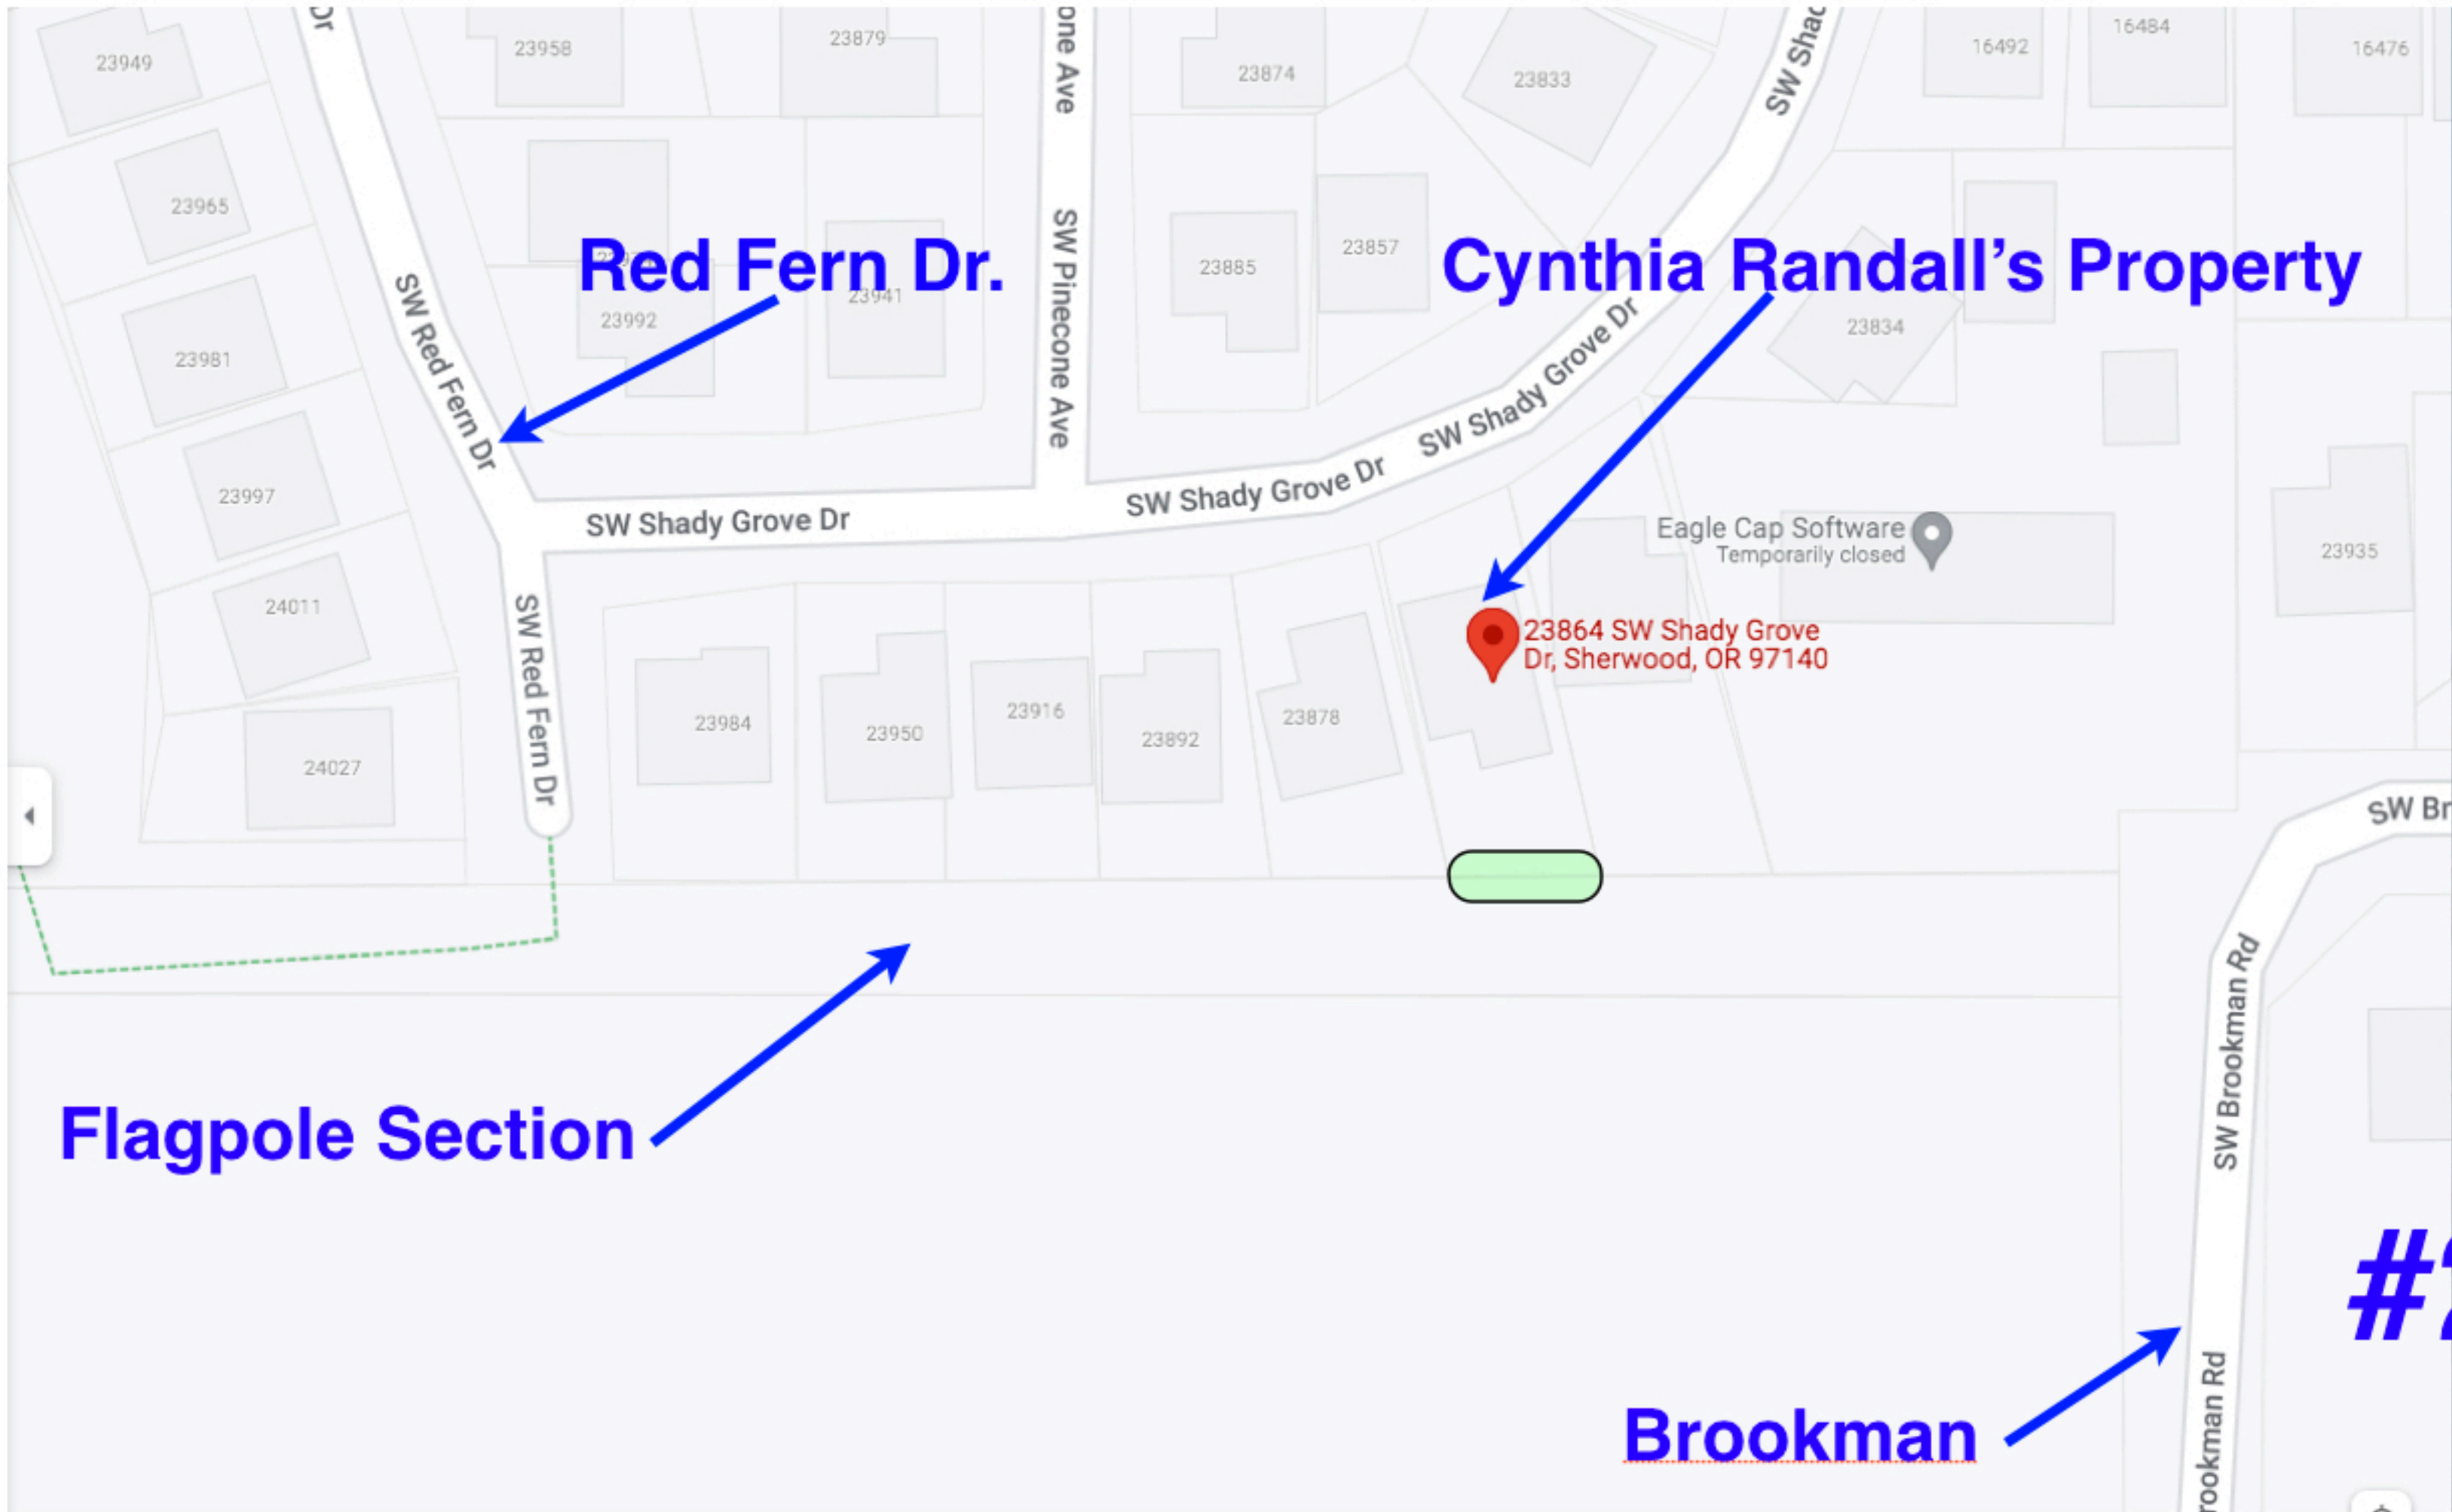 Dr
23949
23958
23879
one Ave
23874
23833
SW Shad
16492
16484
16476
23965
SW Pinecone Ave
23885
23857
Red Fern Dr.
Cynthia Randall’s Property
23941
23992
23834
23981
SW Red Fern Dr
SW Shady Grove Dr
SW Shady Grove Dr
SW Shady Grove Dr
23997
Eagle Cap Software
Temporarily closed
23935
24011
SW Red Fern Dr
23864 SW Shady Grove
Dr, Sherwood, OR 97140
23984
23950
23916
23892
23878
24027
SW Br
SW Brookman Rd
Flagpole Section
#2
Brookman
rookman Rd